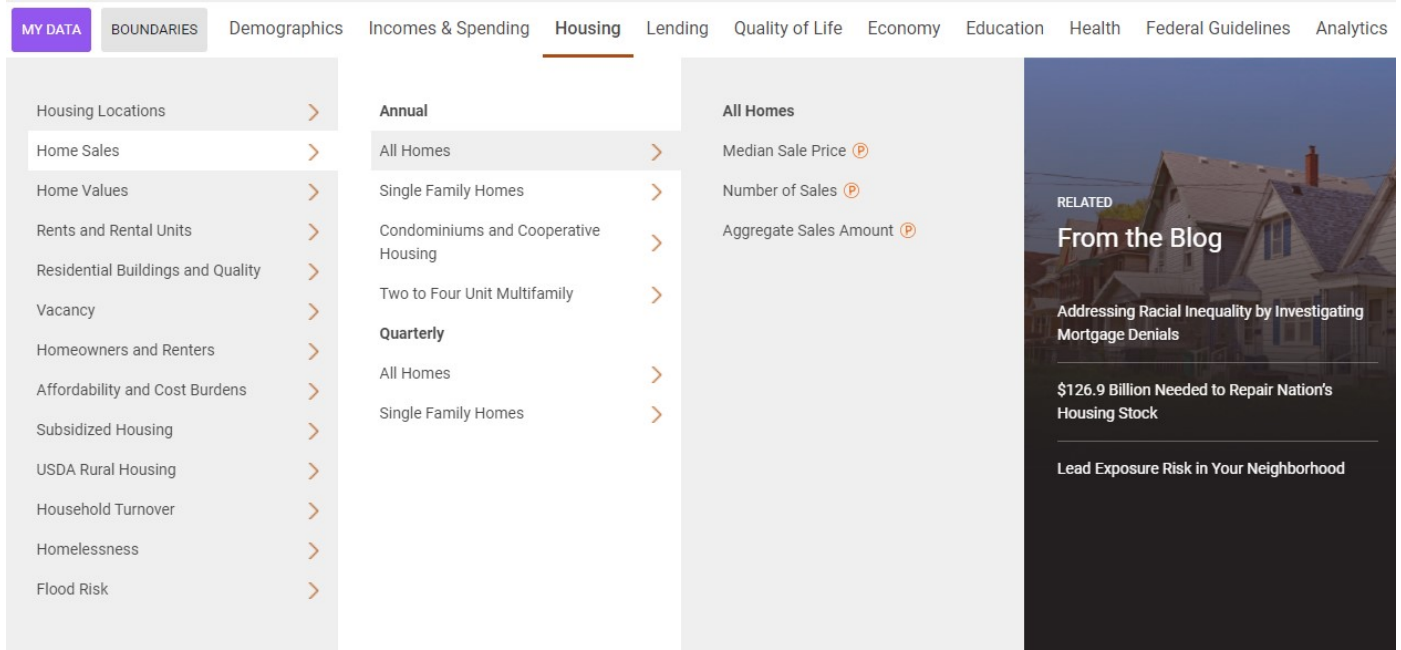 MY DATA BOUNDARIES Demographics Incomes & Spending Housing Lending Quality of Life Economy Education Health Federal Guidelines Analytics
Housing Locations
Home Sales
Home Values
Rents and Rental Units
Residential Buildings and Quality
Vacancy
Homeowners and Renters
Affordability and Cost Burdens
Subsidized Housing
USDA Rural Housing
Household Turnover
Homelessness
Flood Risk
Annual
All Homes
Single Family Homes
Condominiums and Cooperative
Housing
Two to Four Unit Multifamily
Quarterly
All Homes
Single Family Homes
All Homes
Median Sale Price P
Number of Sales P
Aggregate Sales Amount P
RELATED
From the Blog
Addressing Racial Inequality by Investigating
Mortgage Denials
$126.9 Billion Needed to Repair Nation's
Housing Stock
Lead Exposure Risk in Your Neighborhood